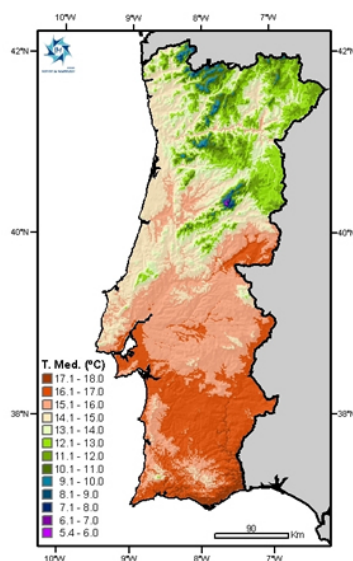 10°W 9°W 8°W 7°W
42°N 42°N
40°N 40°N
38°N 38°N
T. Med. (ºC)
17.1 - 18.0
16.1 - 17.0
15.1 - 16.0
14.1 - 15.0
13.1 - 14.0
12.1 - 13.0
11.1 - 12.0
10.1 - 11.0
9.1 - 10.0
8.1 - 9.0
7.1 - 8.0
6.1 - 7.0
5.4 - 6.0
90
Km
10°W 9°W 8°W 7°W